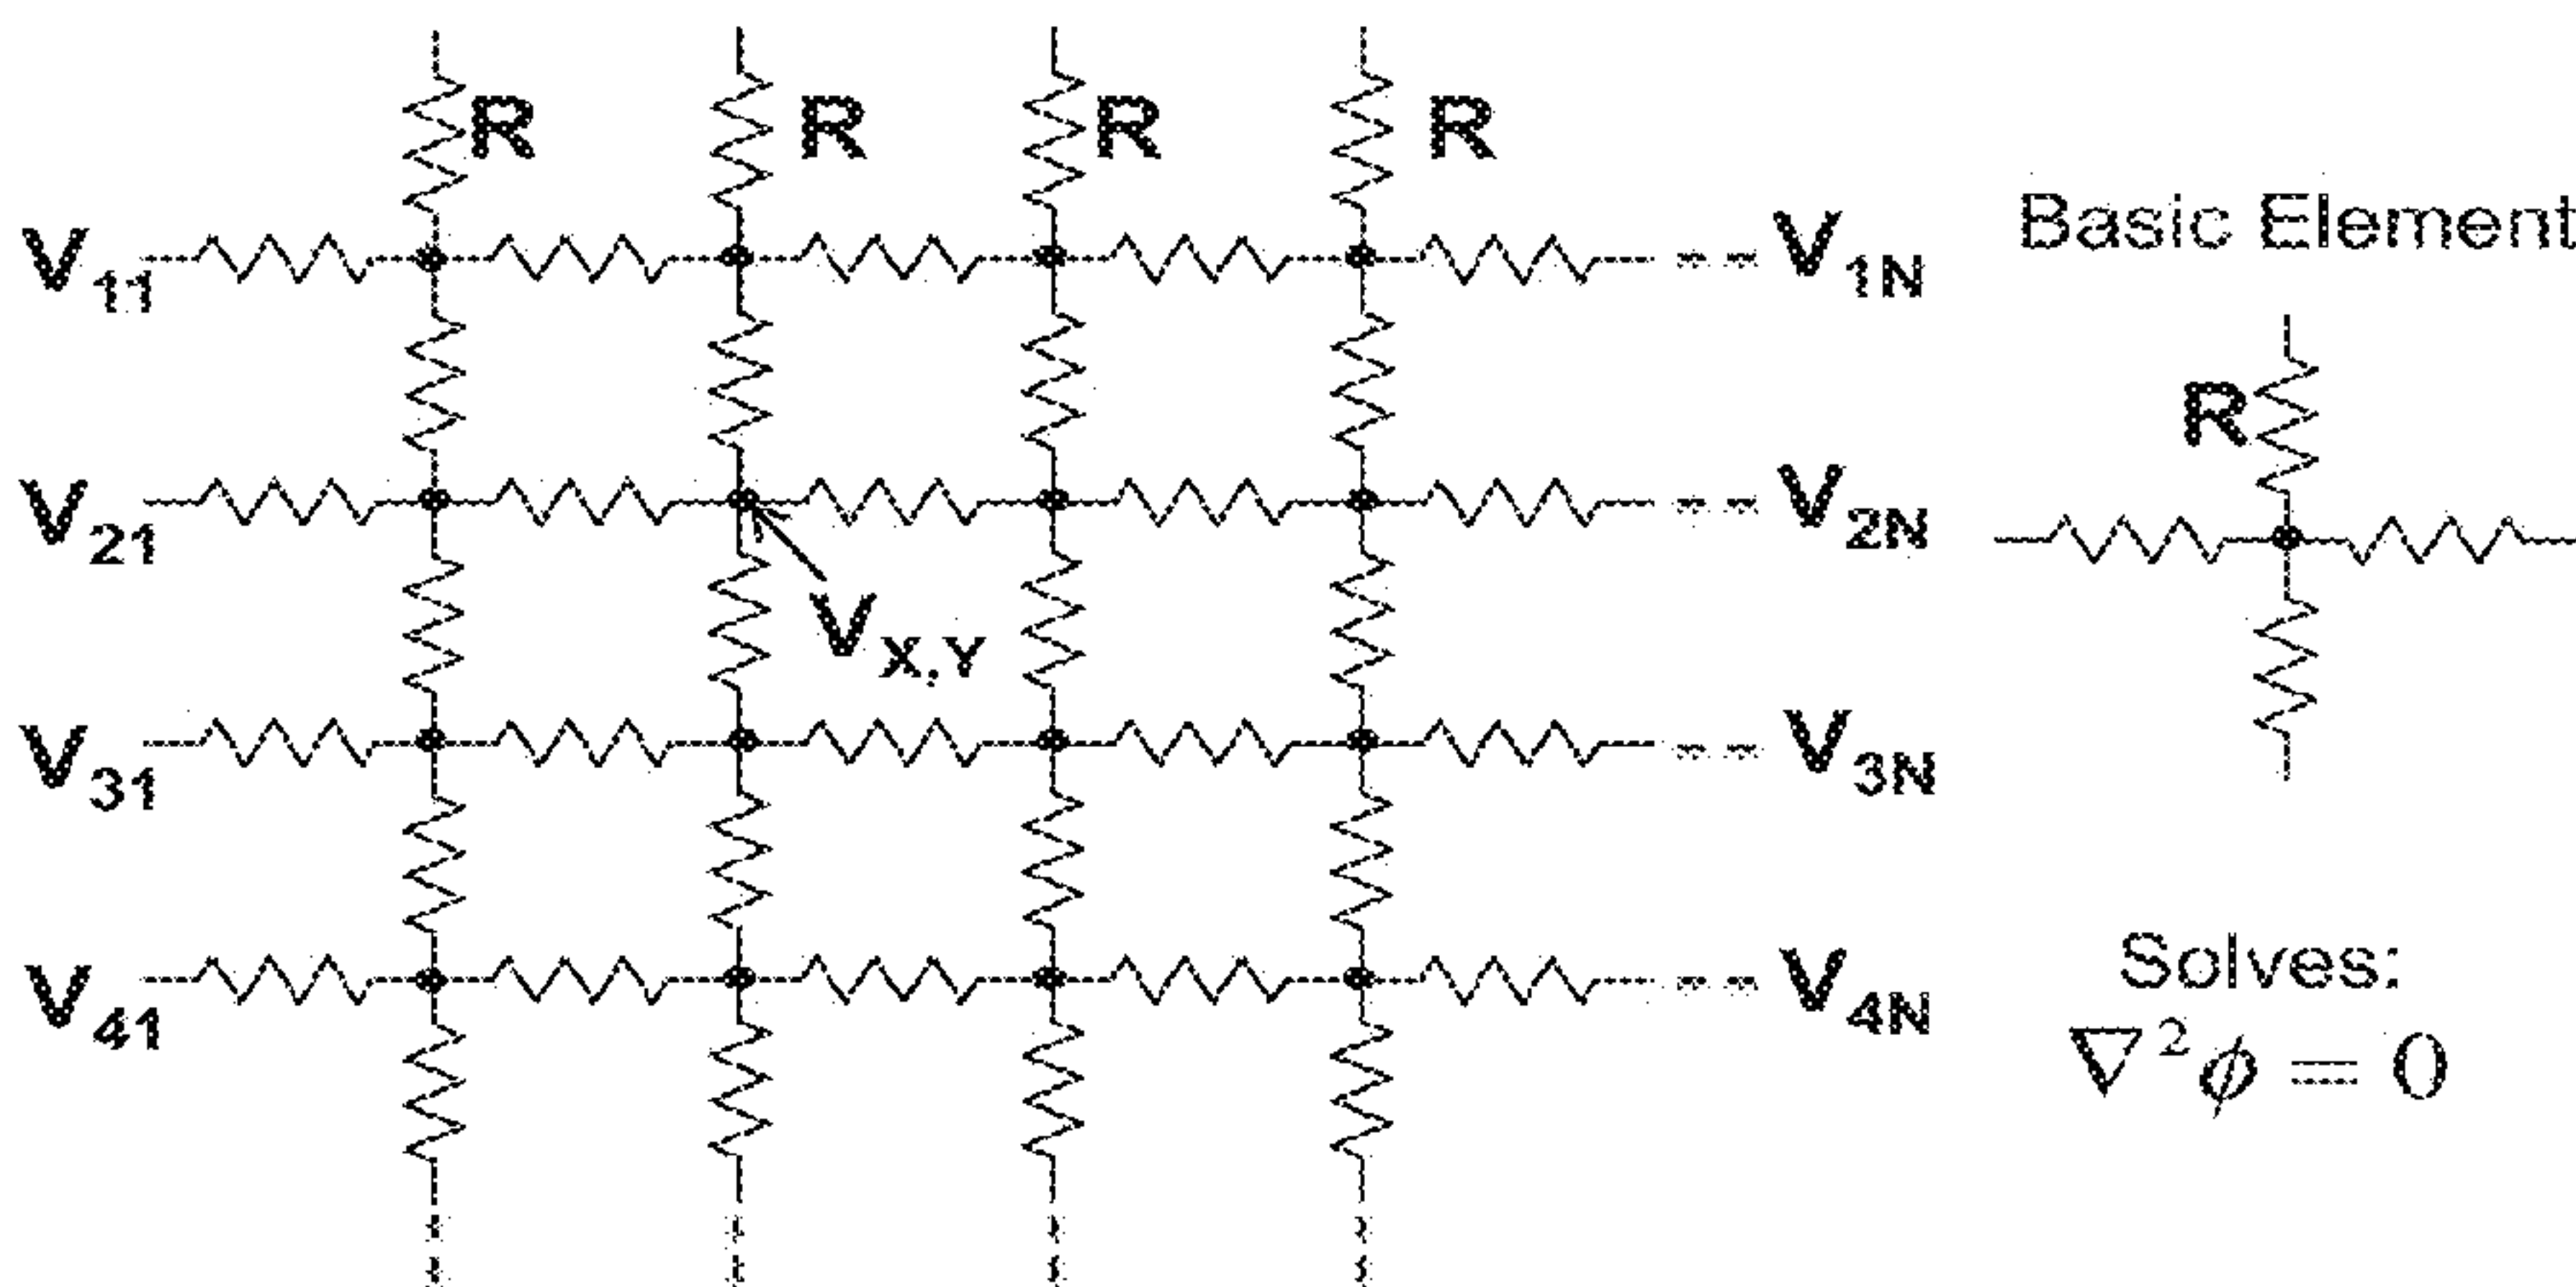 R R R R
V11 V1N
V21 V2N
VX,Y
V31 V3N
V41 V4N
Basic Element
R
Solves:
∇²ϕ = 0